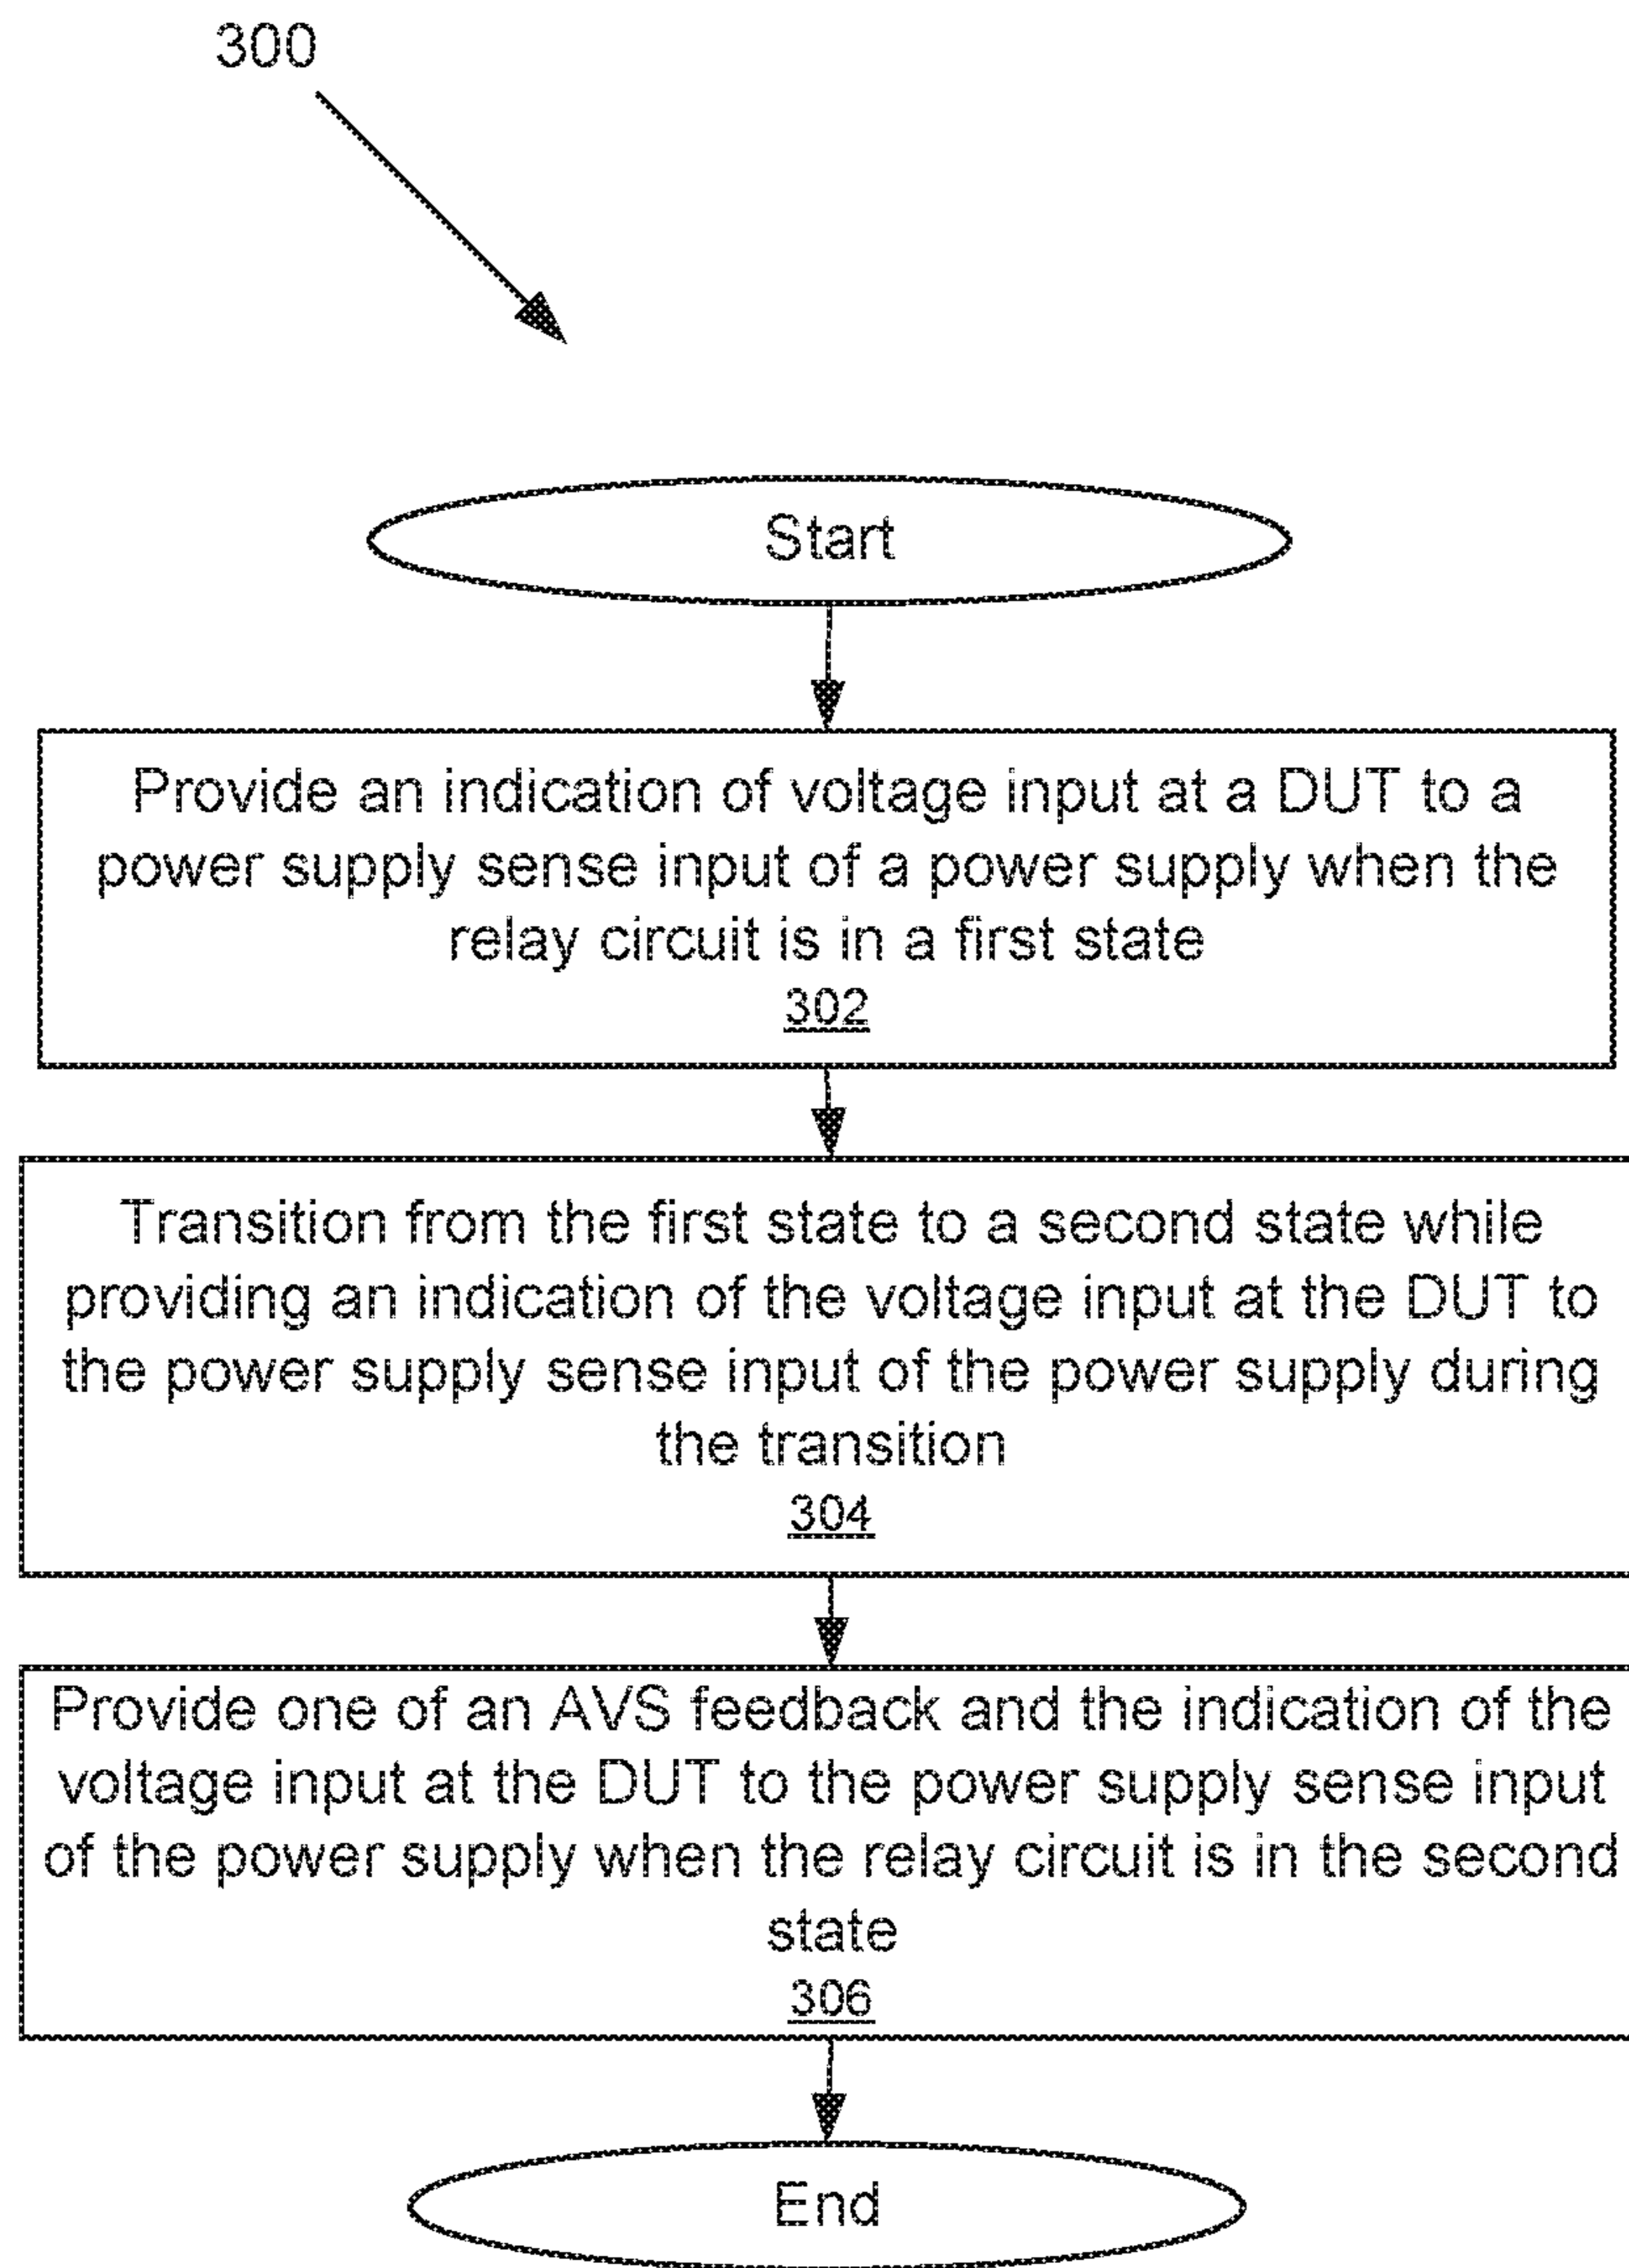 300
Start
Provide an indication of voltage input at a DUT to a
power supply sense input of a power supply when the
relay circuit is in a first state
302
Transition from the first state to a second state while
providing an indication of the voltage input at the DUT to
the power supply sense input of the power supply during
the transition
304
Provide one of an AVS feedback and the indication of the
voltage input at the DUT to the power supply sense input
of the power supply when the relay circuit is in the second
state
306
End